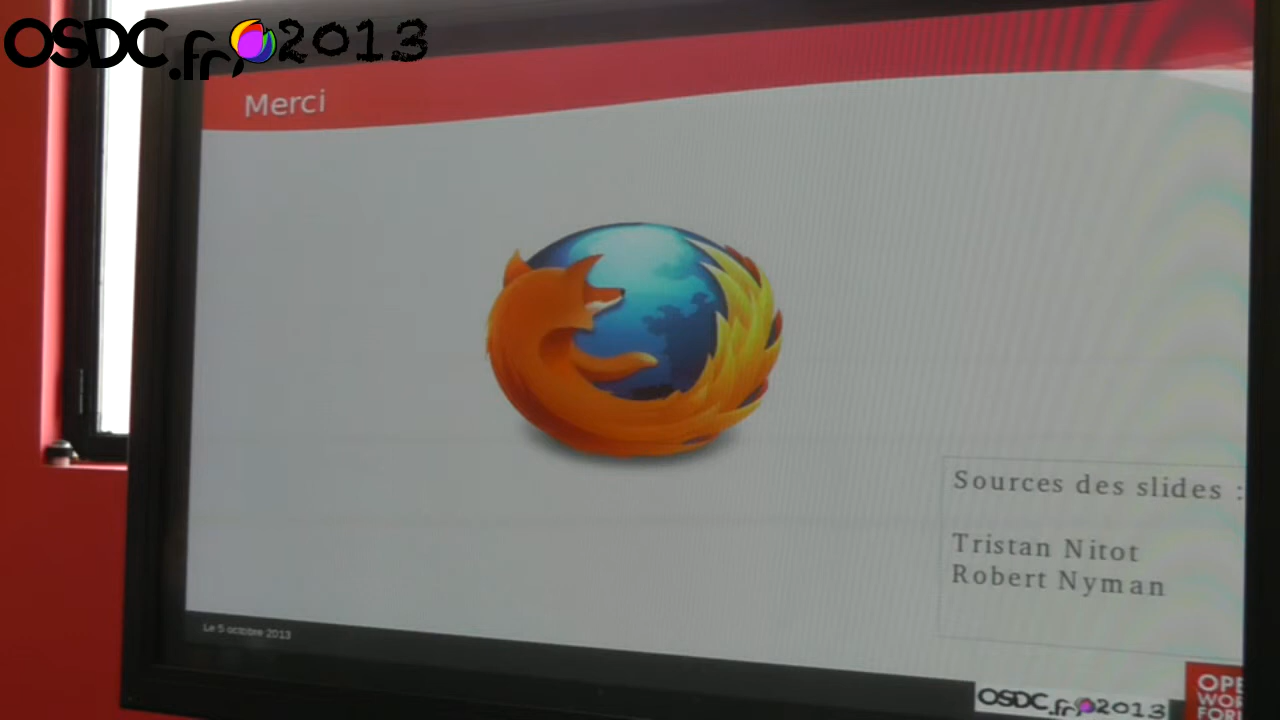 OSDC.fr 2013
Merci
Sources des slides :
Tristan Nitot
Robert Nyman
Le 5 octobre 2013
OSDC.fr 2013